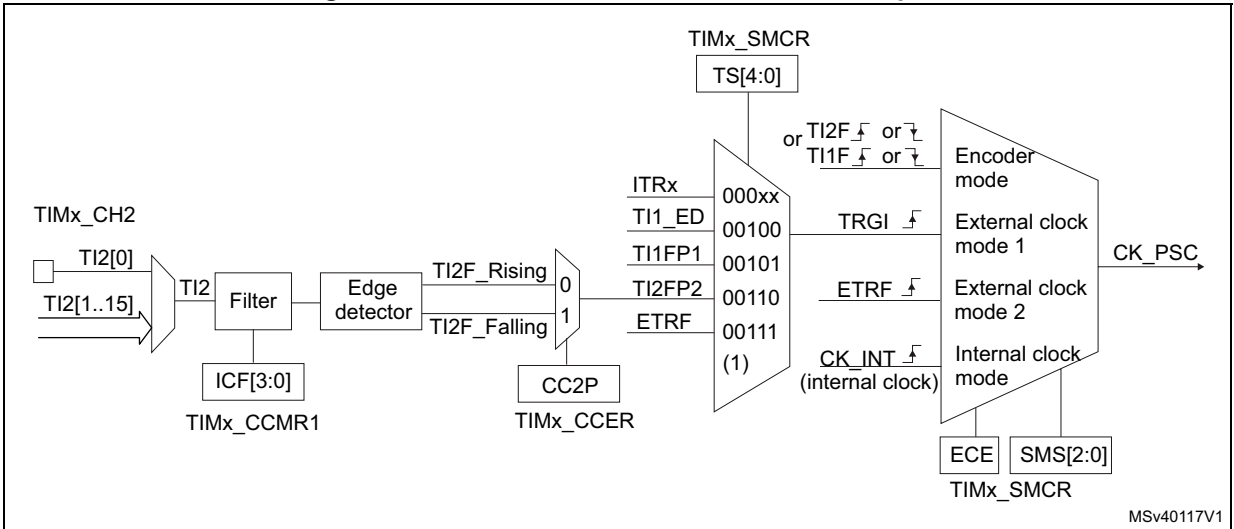 TIMx_SMCR
TS[4:0]
TIMx_CH2
TI2[0]
TI2[1..15]
TI2
Filter
ICF[3:0]
TIMx_CCMR1
Edge
detector
TI2F_Rising
TI2F_Falling
0
1
CC2P
TIMx_CCER
ITRx
000xx
TI1_ED
00100
TI1FP1
00101
TI2FP2
00110
ETRF
00111
(1)
or TI2F or
TI1F or
Encoder
mode
TRGI
External clock
mode 1
ETRF
External clock
mode 2
CK_INT
(internal clock)
Internal clock
mode
CK_PSC
ECE
SMS[2:0]
TIMx_SMCR
MSv40117V1